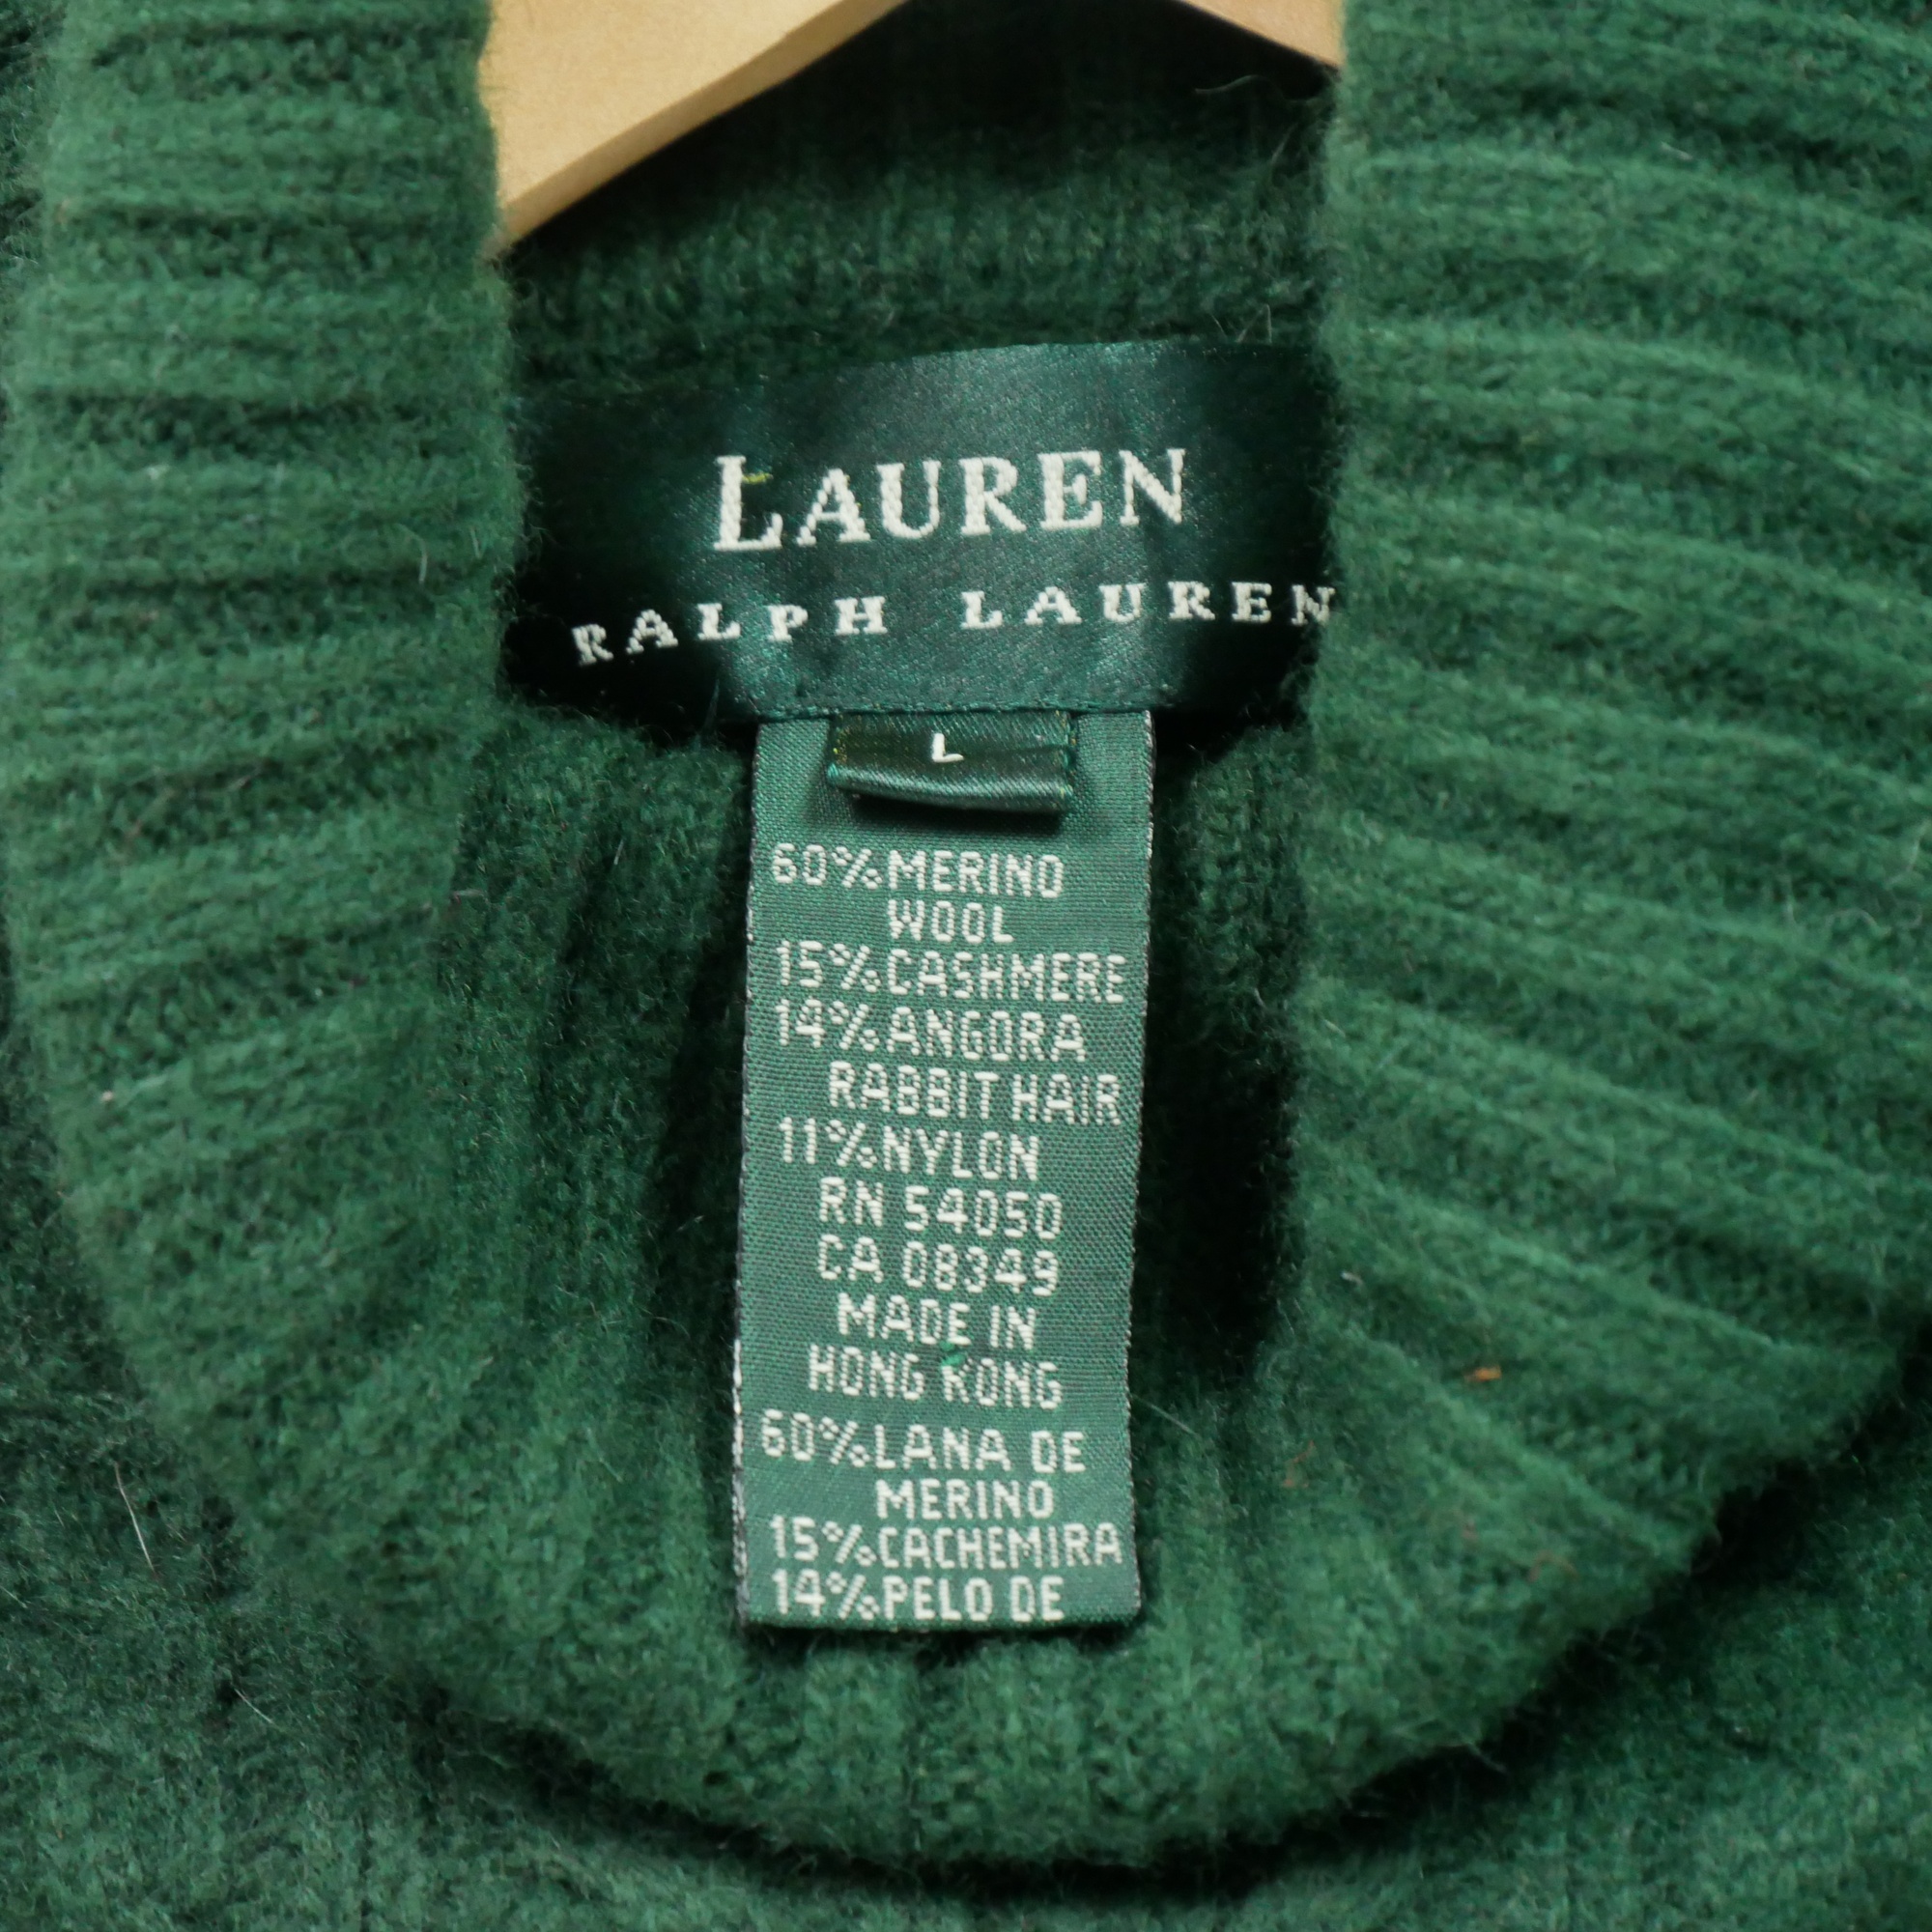 LAUREN
RALPH LAUREN
L
60% MERINO
WOOL
15% CASHMERE
14% ANGORA
RABBIT HAIR
11% NYLON
RN 54050
CA 08349
MADE IN
HONG KONG
60% LANA DE
MERINO
15% CACHEMIRA
14% PELO DE